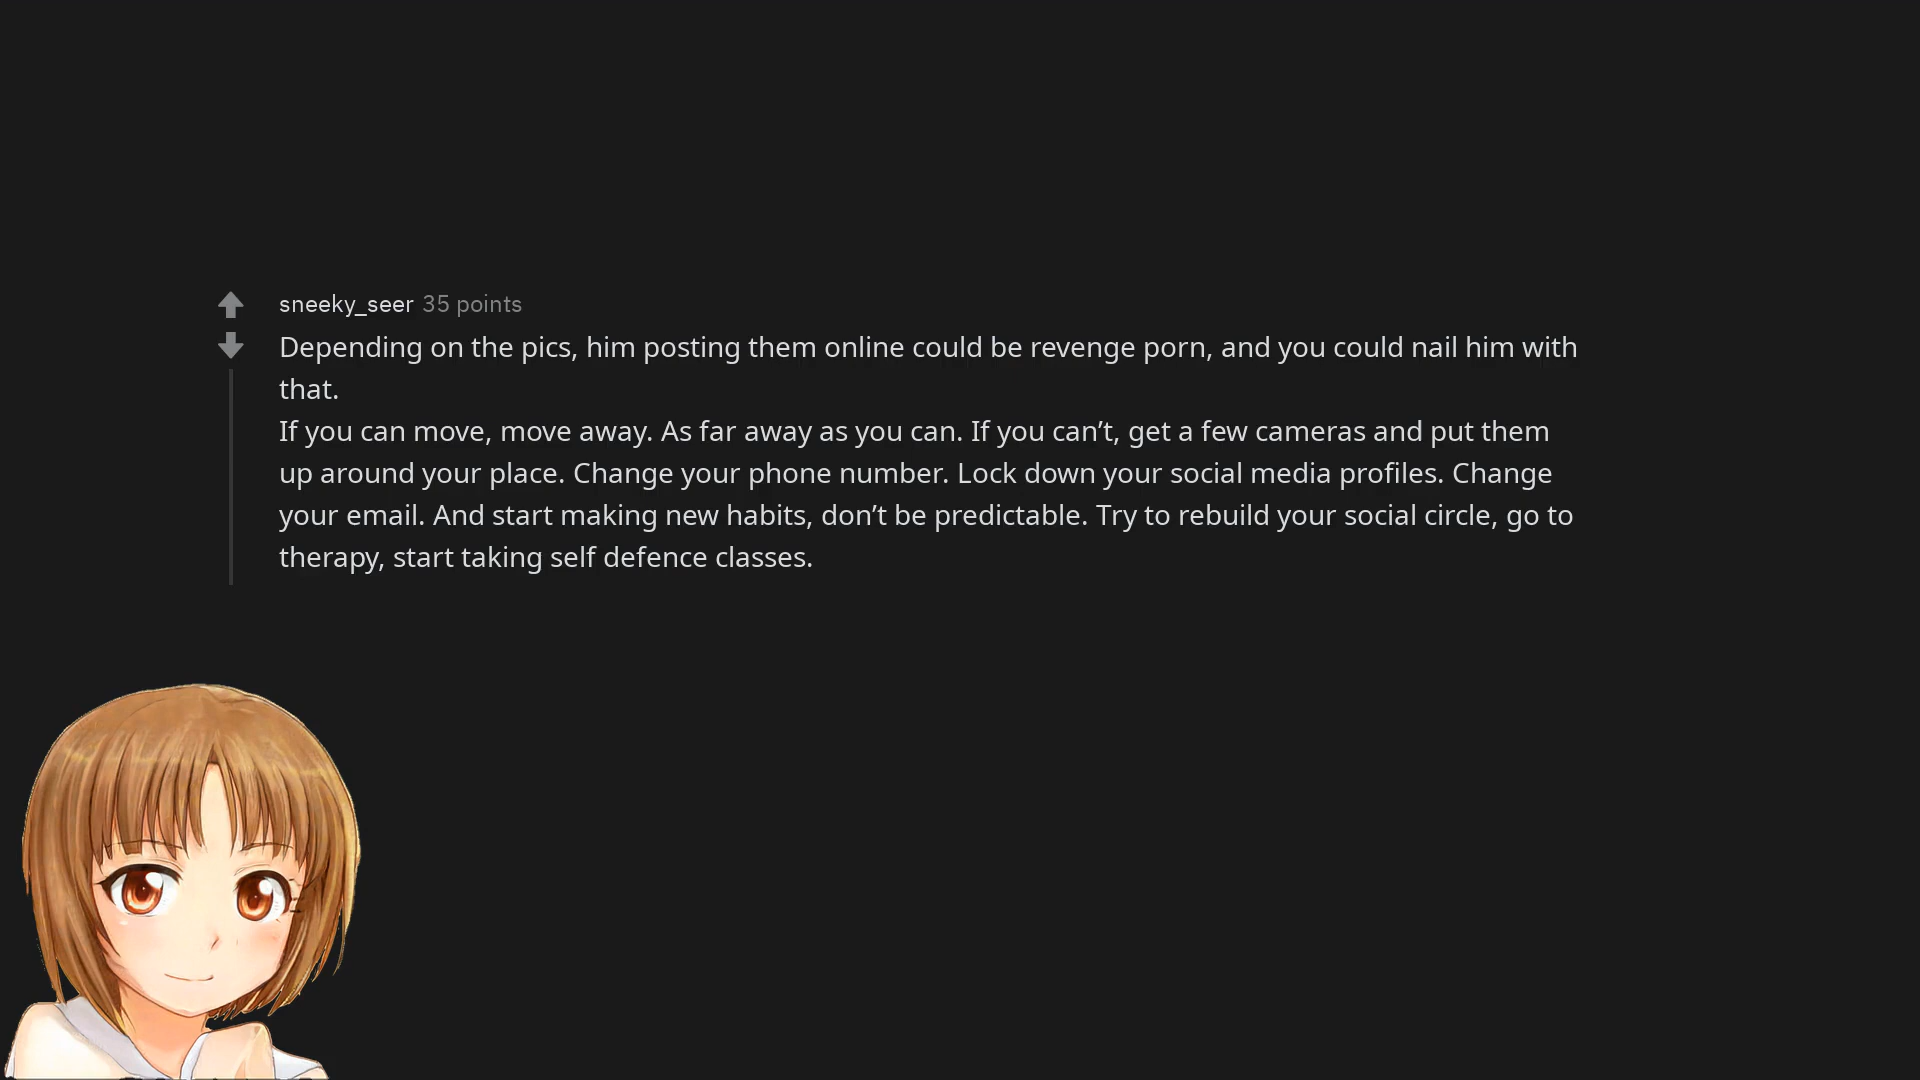 sneeky_seer 35 points
Depending on the pics, him posting them online could be revenge porn, and you could nail him with
that.
If you can move, move away. As far away as you can. If you can’t, get a few cameras and put them
up around your place. Change your phone number. Lock down your social media profiles. Change
your email. And start making new habits, don’t be predictable. Try to rebuild your social circle, go to
therapy, start taking self defence classes.